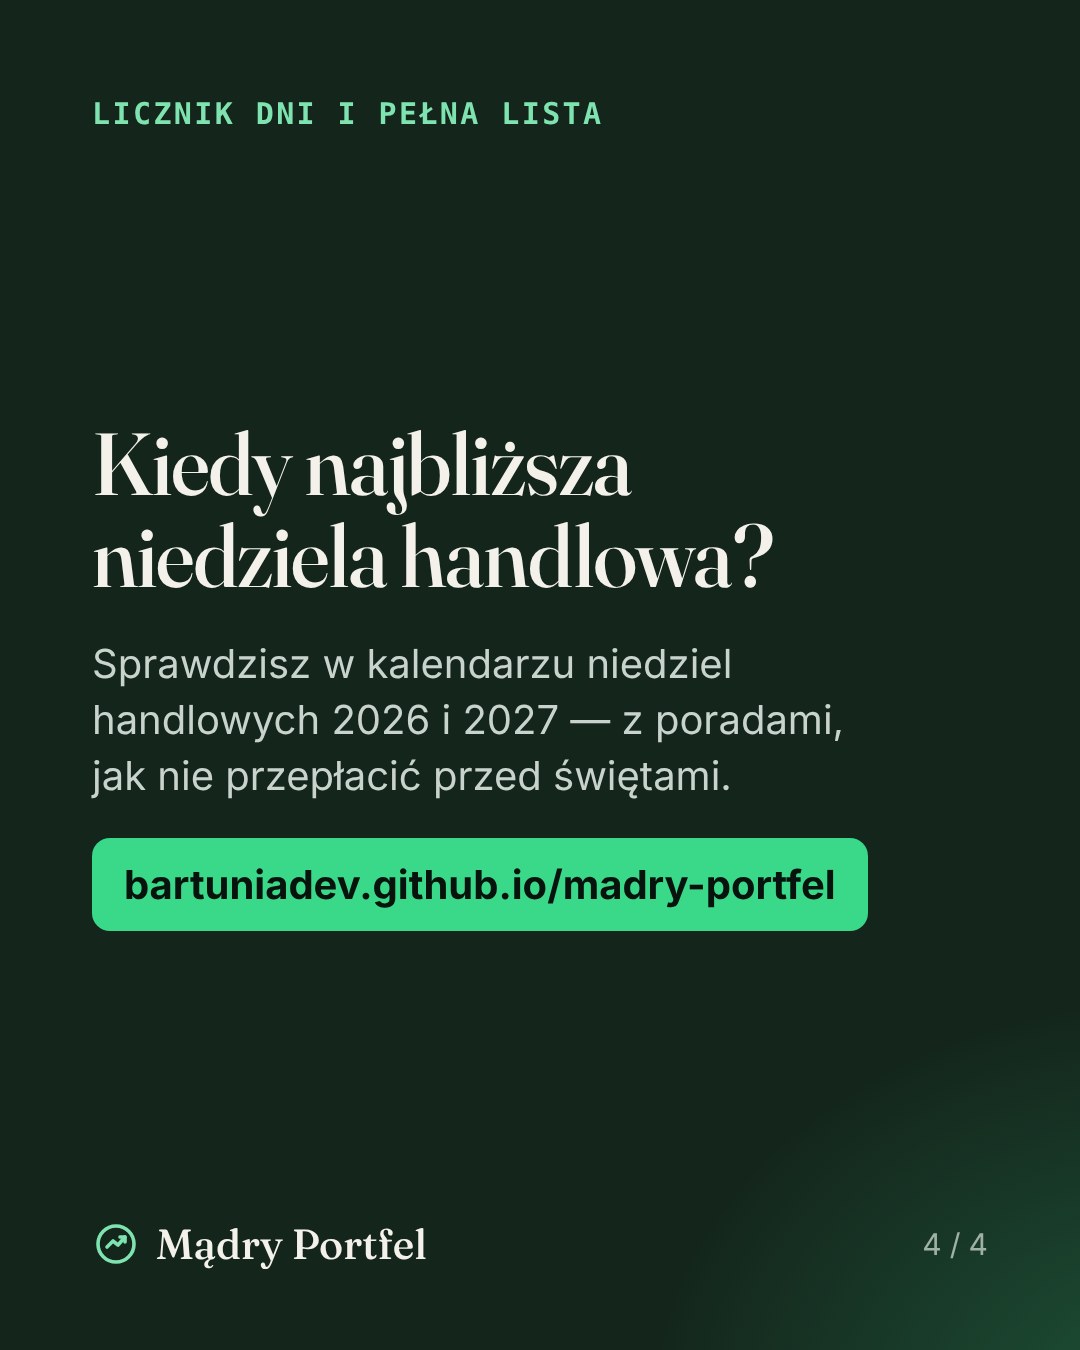 LICZNIK DNI I PEŁNA LISTA
Kiedy najbliższa
niedziela handlowa?
Sprawdzisz w kalendarzu niedziel
handlowych 2026 i 2027 — z poradami,
jak nie przepłacić przed świętami.
bartuniadev.github.io/madry-portfel
Mądry Portfel
4 / 4